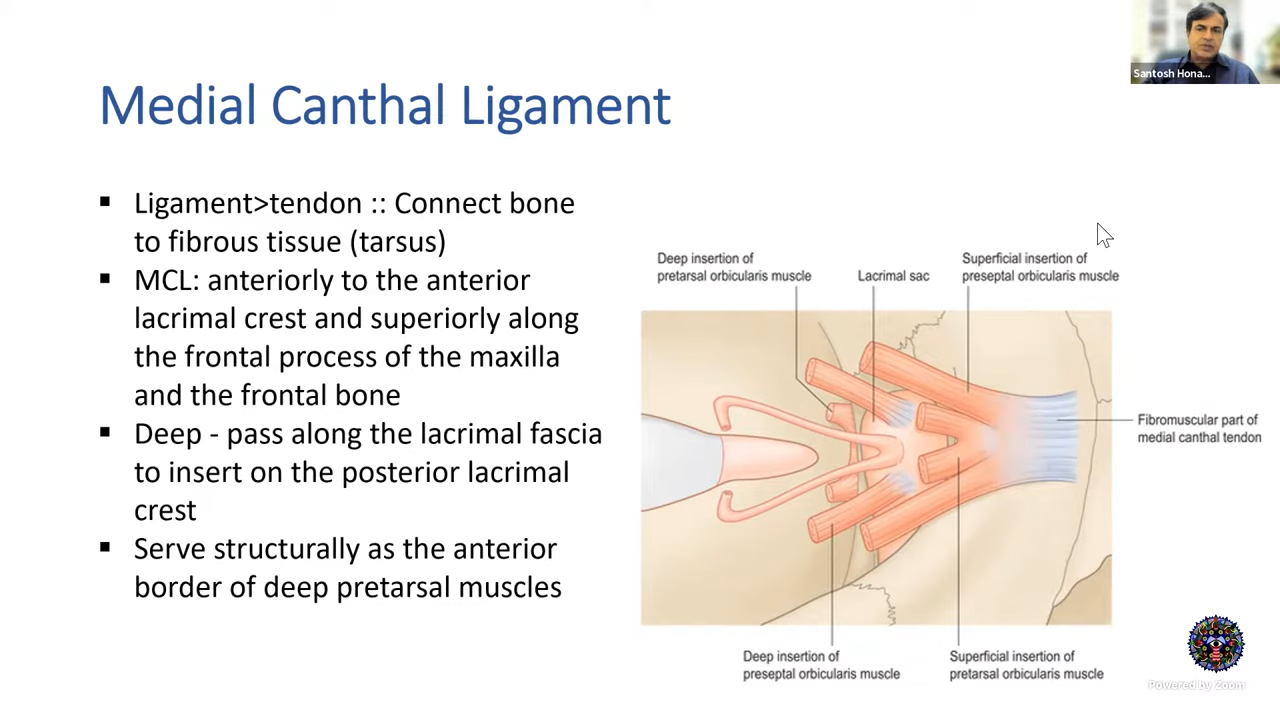 Santosh Hona...
Medial Canthal Ligament
▪ Ligament>tendon :: Connect bone
to fibrous tissue (tarsus)
▪ MCL: anteriorly to the anterior
lacrimal crest and superiorly along
the frontal process of the maxilla
and the frontal bone
▪ Deep - pass along the lacrimal fascia
to insert on the posterior lacrimal
crest
▪ Serve structurally as the anterior
border of deep pretarsal muscles
Deep insertion of
pretarsal orbicularis muscle
Lacrimal sac
Superficial insertion of
preseptal orbicularis muscle
Fibromuscular part of
medial canthal tendon
Deep insertion of
preseptal orbicularis muscle
Superficial insertion of
pretarsal orbicularis muscle
Powered by Zoom